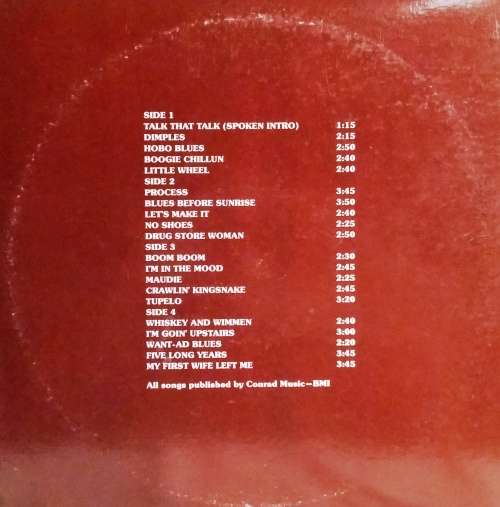 SIDE 1
TALK THAT TALK (SPOKEN INTRO) 1:15
DIMPLES 2:15
HOBO BLUES 2:50
BOOGIE CHILLUN 2:40
LITTLE WHEEL 2:40
SIDE 2
PROCESS 3:45
BLUES BEFORE SUNRISE 3:50
LET'S MAKE IT 2:40
NO SHOES 2:25
DRUG STORE WOMAN 2:50
SIDE 3
BOOM BOOM 2:30
I'M IN THE MOOD 2:45
MAUDIE 2:25
CRAWLIN' KINGSNAKE 2:45
TUPELO 3:20
SIDE 4
WHISKEY AND WIMMEN 2:40
I'M GOIN' UPSTAIRS 3:00
WANT-AD BLUES 2:20
FIVE LONG YEARS 3:45
MY FIRST WIFE LEFT ME 3:45
All songs published by Conrad Music—BMI